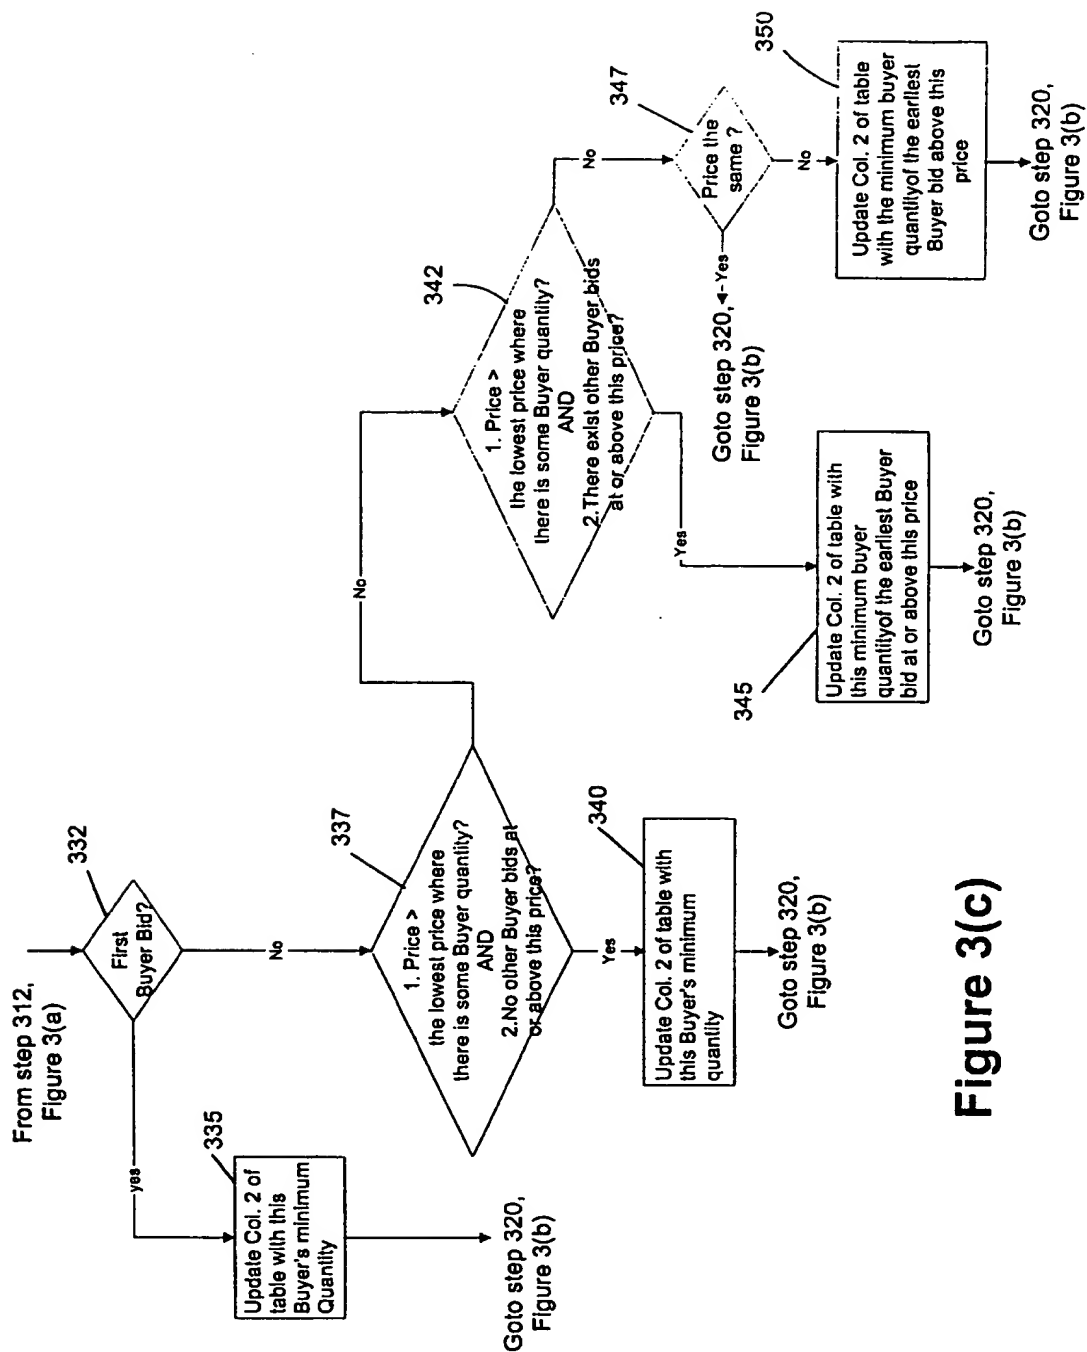 From step 312,
Figure 3(a)
332
First
Buyer Bid?
yes
335
Update Col. 2 of
table with this
Buyer's minimum
Quantity
Goto step 320,
Figure 3(b)
No
337
1. Price >
the lowest price where
there is some Buyer quantity?
AND
2.No other Buyer bids at
or above this price?
Yes
340
Update Col. 2 of table with
this Buyer's minimum
quantity
Goto step 320,
Figure 3(b)
No
342
1. Price >
the lowest price where
there is some Buyer quantity?
AND
2.There exist other Buyer bids
at or above this price?
Yes
345
Update Col. 2 of table with
this minimum buyer
quantityof the earliest Buyer
bid at or above this price
Goto step 320,
Figure 3(b)
No
347
Price the
same ?
Yes
Goto step 320,
Figure 3(b)
No
350
Update Col. 2 of table
with the minimum buyer
quantityof the earliest
Buyer bid above this
price
Goto step 320,
Figure 3(b)
Figure 3(c)